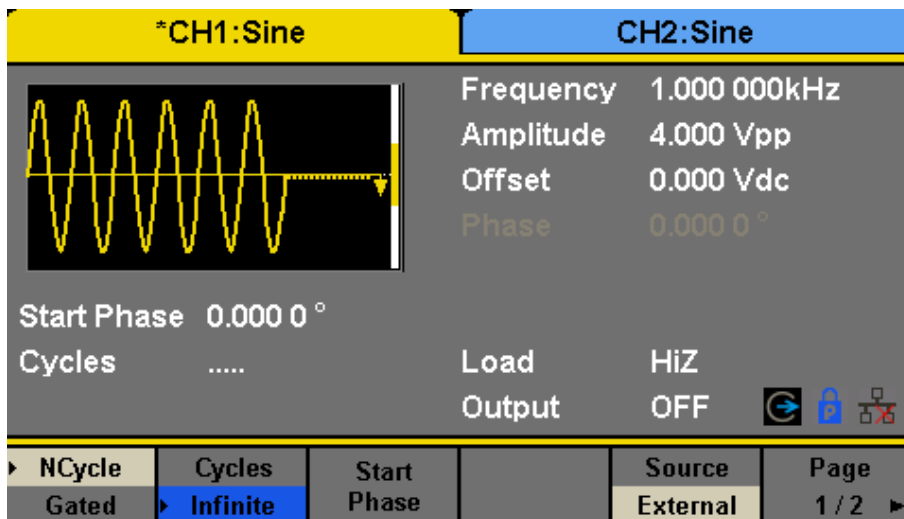 *CH1:Sine
CH2:Sine
Frequency 1.000 000kHz
Amplitude 4.000 Vpp
Offset 0.000 Vdc
Phase 0.000 0 °
Start Phase 0.000 0 °
Cycles .....
Load HiZ
Output OFF
P
NCycle
Gated
Cycles
Infinite
Start
Phase
Source
External
Page
1 / 2